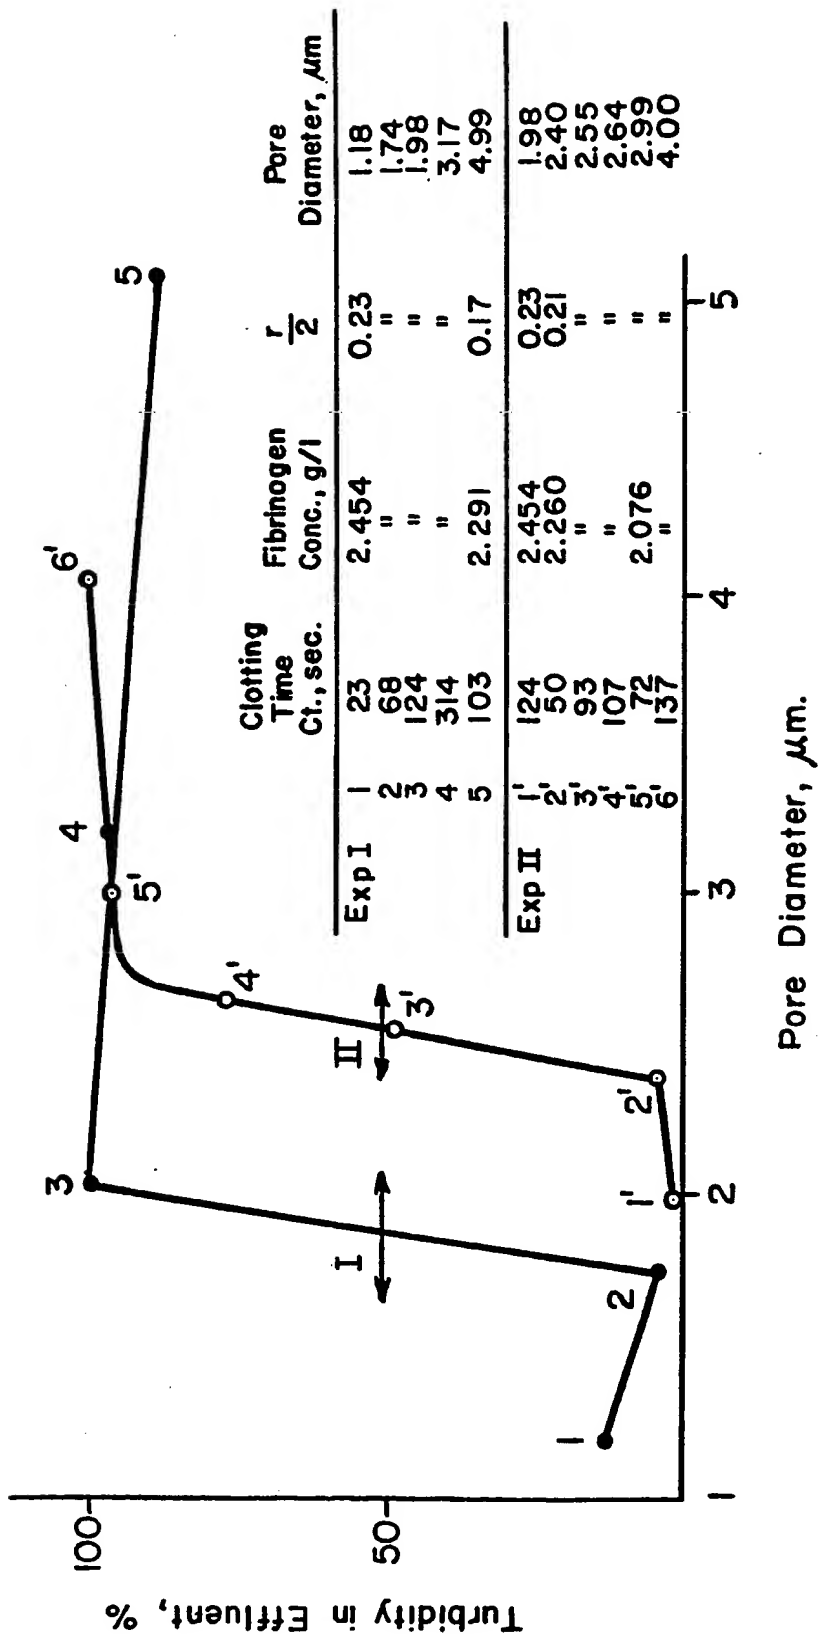 Turbidity in Effluent, %
100
50
1
2
3
4
5
Pore Diameter, μm.
1
2
3
4
5
1'
2'
3'
4'
5'
6'
I
II
Clotting Time Ct., sec. Fibrinogen Conc., g/l r/2 Pore Diameter, μm
Exp I 1 23 2.454 0.23 1.18
2 68 " " 1.74
3 124 " " 1.98
4 314 " " 3.17
5 103 2.291 0.17 4.99
Exp II 1' 124 2.454 0.23 1.98
2' 50 2.260 0.21 2.40
3' 93 " " 2.55
4' 107 " " 2.64
5' 72 2.076 " 2.99
6' 137 " " 4.00